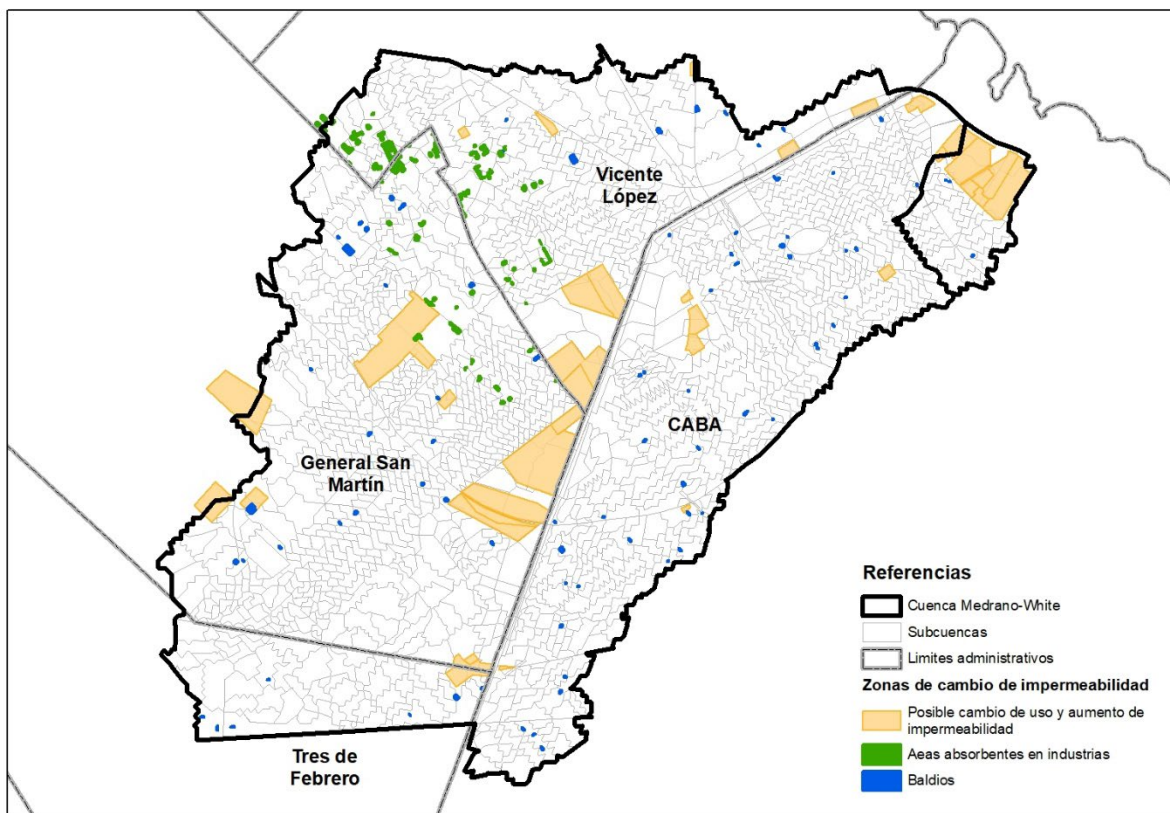 Vicente
López
CABA
General San
Martín
Tres de
Febrero
Referencias
Cuenca Medrano-White
Subcuencas
Limites administrativos
Zonas de cambio de impermeabilidad
Posible cambio de uso y aumento de
impermeabilidad
Aeas absorbentes en industrias
Baldios